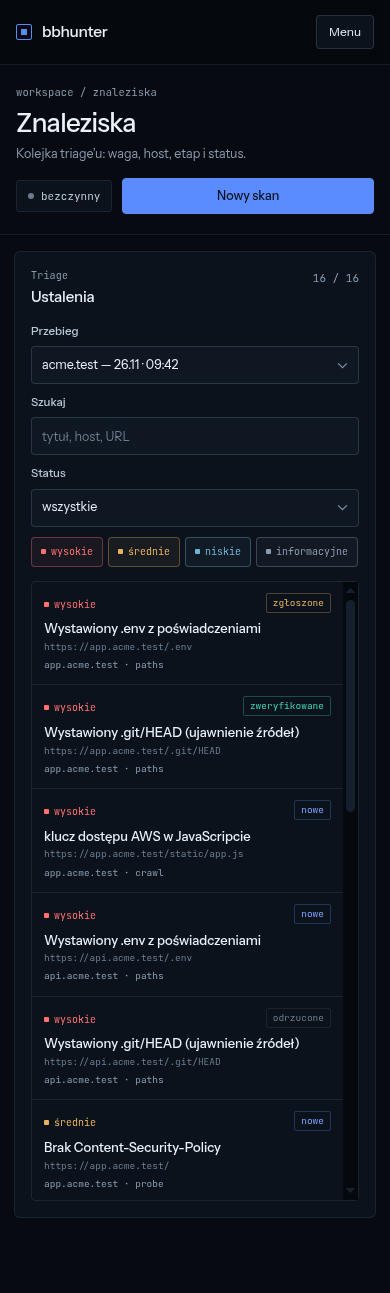 bbhunter
Menu
workspace / znaleziska
Znaleziska
Kolejka triage'u: waga, host, etap i status.
bezczynny
Nowy skan
Triage
16 / 16
Ustalenia
Przebieg
acme.test — 26.11 · 09:42
Szukaj
tytuł, host, URL
Status
wszystkie
wysokie
średnie
niskie
informacyjne
wysokie
zgłoszone
Wystawiony .env z poświadczeniami
https://app.acme.test/.env
app.acme.test · paths
wysokie
zweryfikowane
Wystawiony .git/HEAD (ujawnienie źródeł)
https://app.acme.test/.git/HEAD
app.acme.test · paths
wysokie
nowe
klucz dostępu AWS w JavaScripcie
https://app.acme.test/static/app.js
app.acme.test · crawl
wysokie
nowe
Wystawiony .env z poświadczeniami
https://api.acme.test/.env
api.acme.test · paths
wysokie
odrzucone
Wystawiony .git/HEAD (ujawnienie źródeł)
https://api.acme.test/.git/HEAD
api.acme.test · paths
średnie
nowe
Brak Content-Security-Policy
https://app.acme.test/
app.acme.test · probe